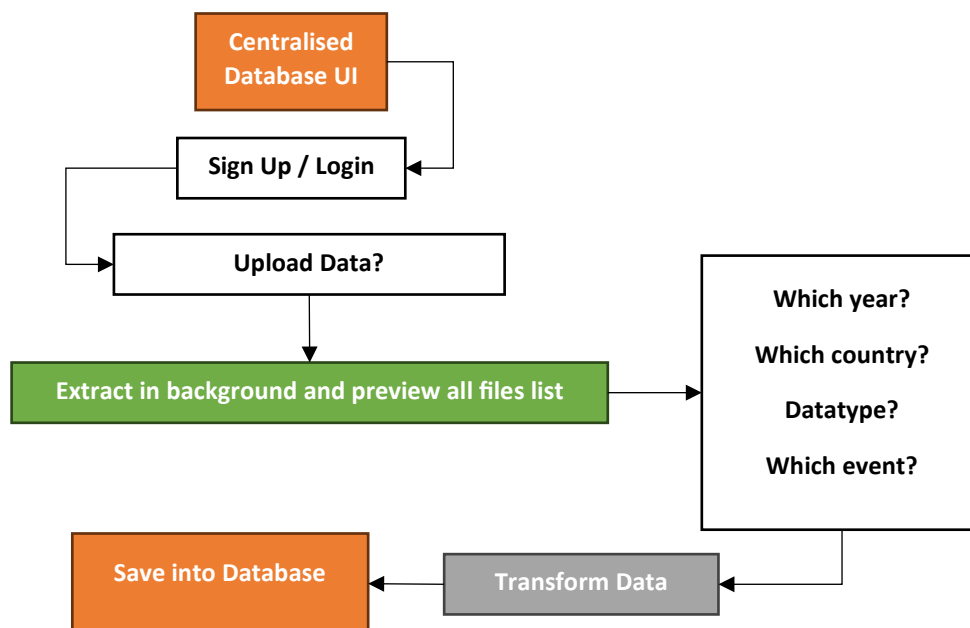 Centralised
Database UI
Sign Up / Login
Upload Data?
Extract in background and preview all files list
Which year?
Which country?
Datatype?
Which event?
Transform Data
Save into Database